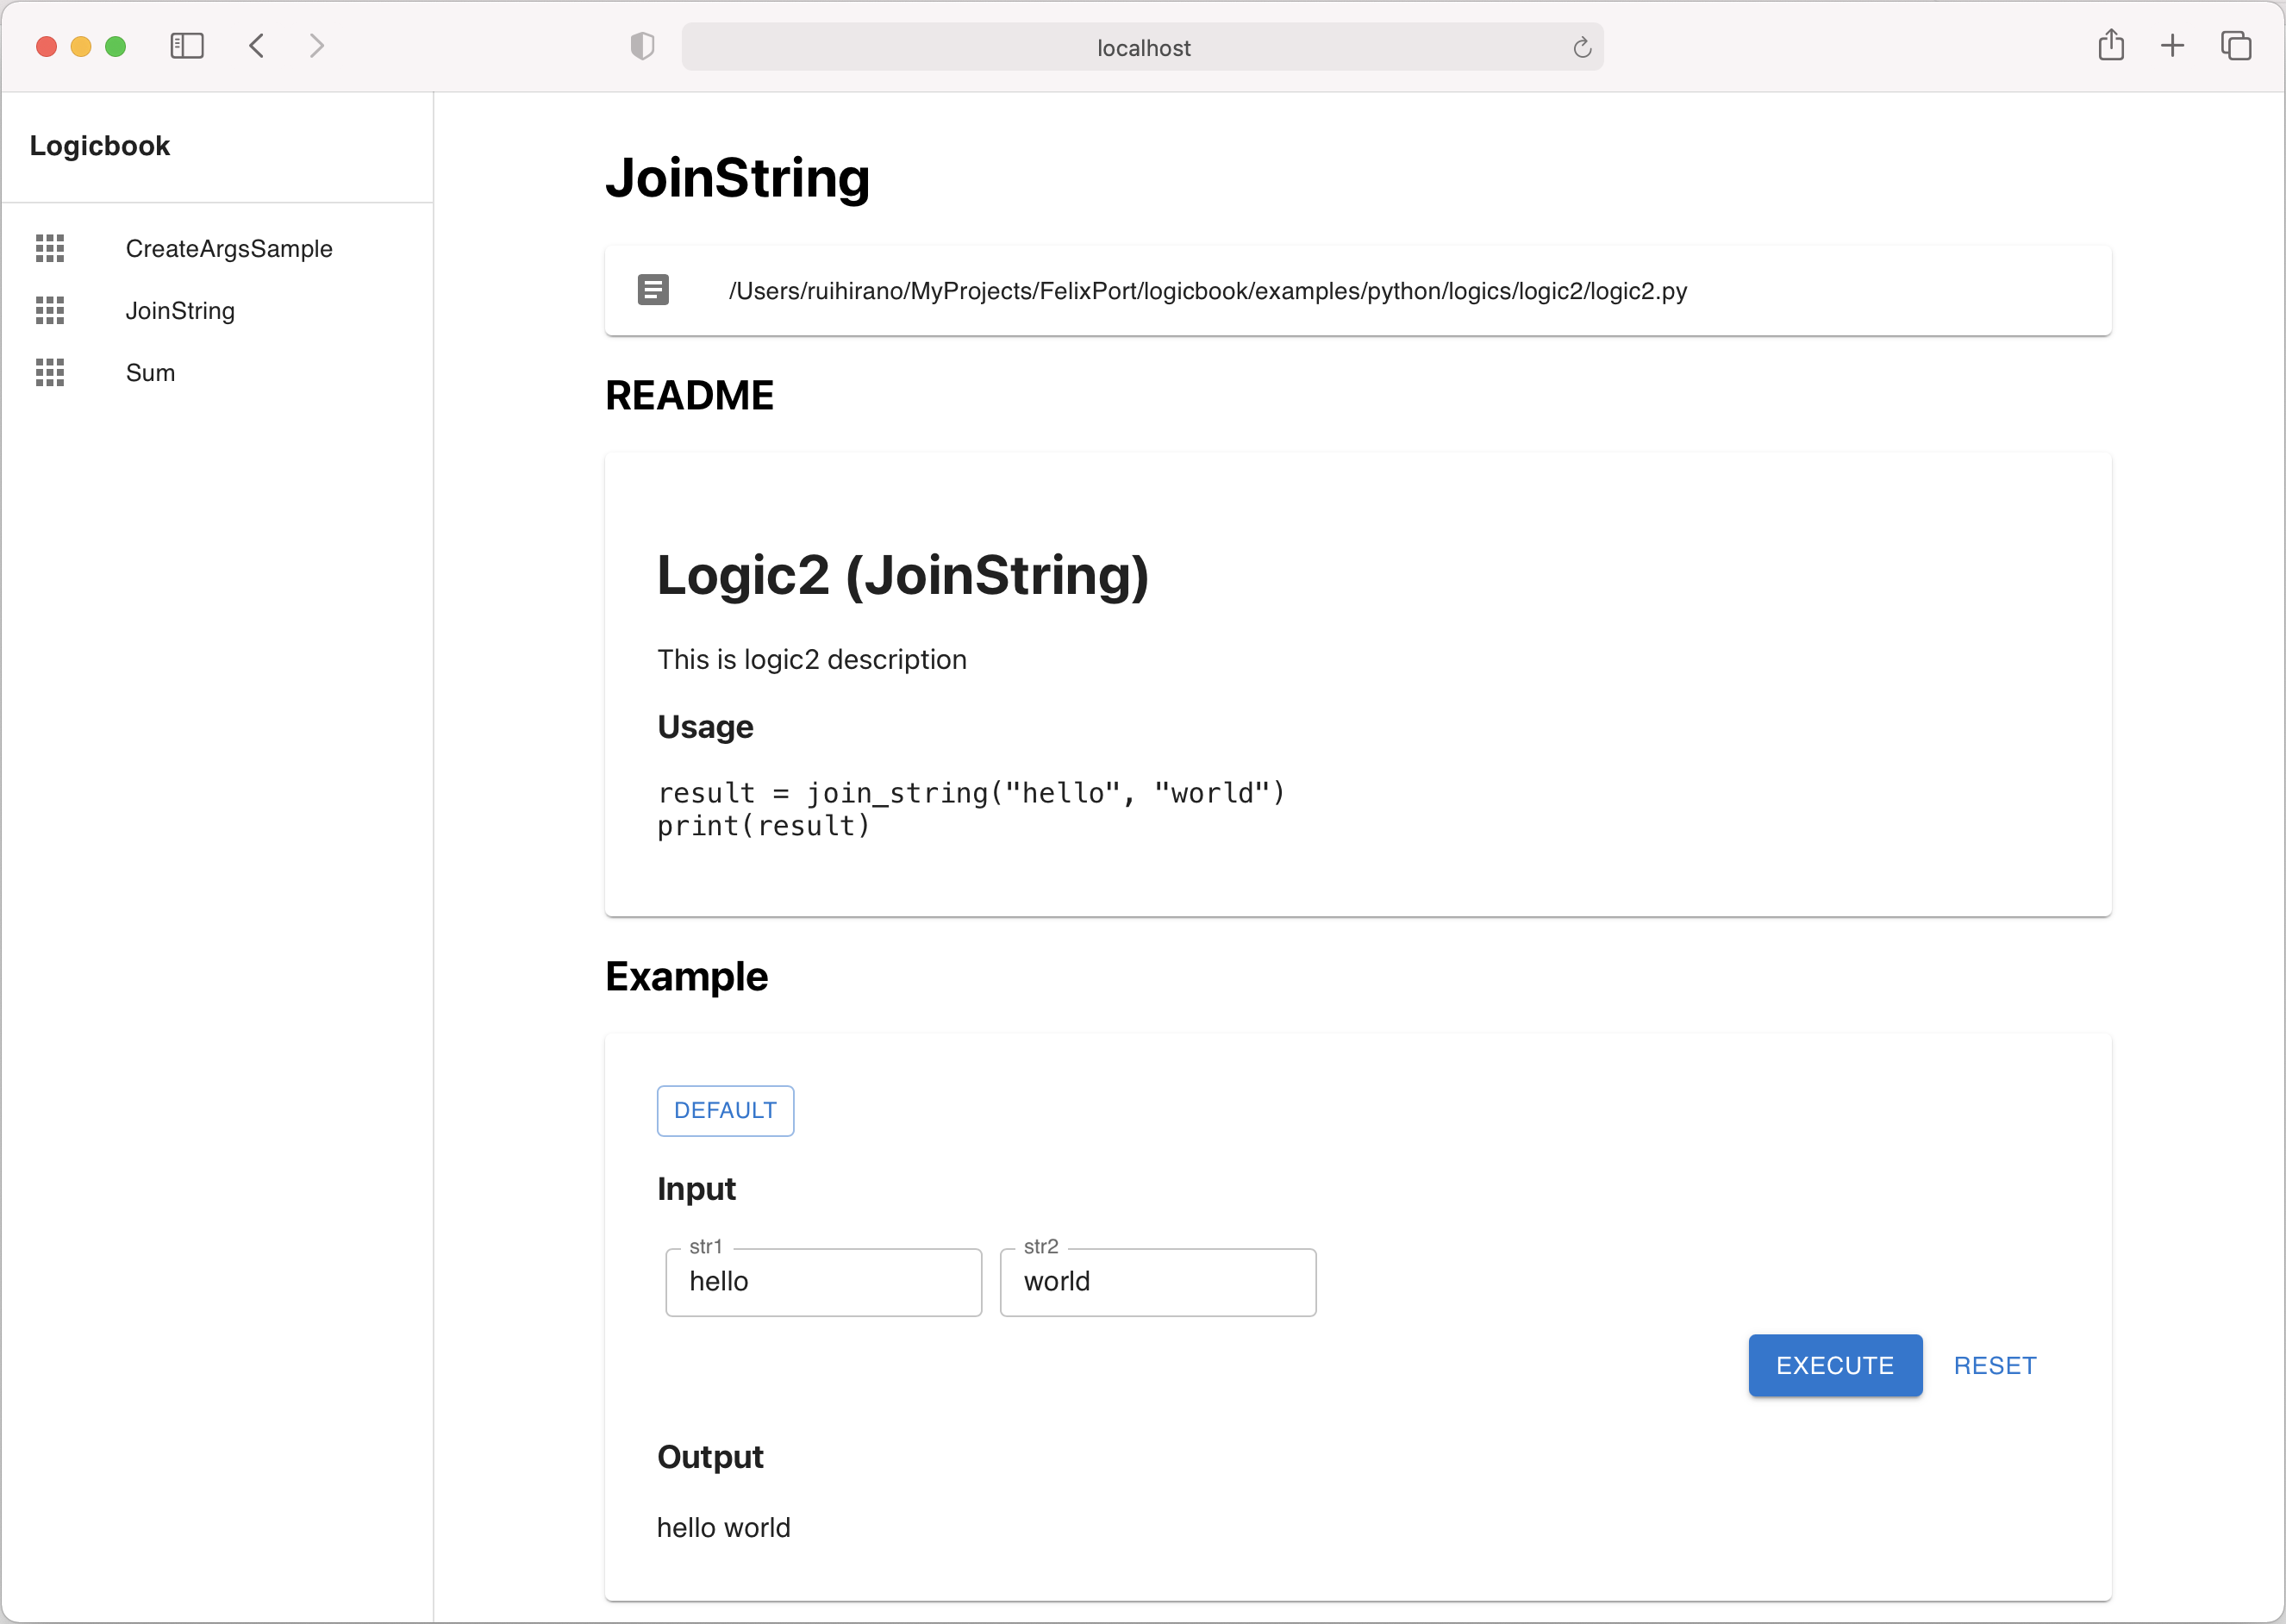 localhost
Logicbook
CreateArgsSample
JoinString
Sum
JoinString
/Users/ruihirano/MyProjects/FelixPort/logicbook/examples/python/logics/logic2/logic2.py
README
Logic2 (JoinString)
This is logic2 description
Usage
result = join_string("hello", "world")
print(result)
Example
DEFAULT
Input
str1 str2
hello world
EXECUTE RESET
Output
hello world